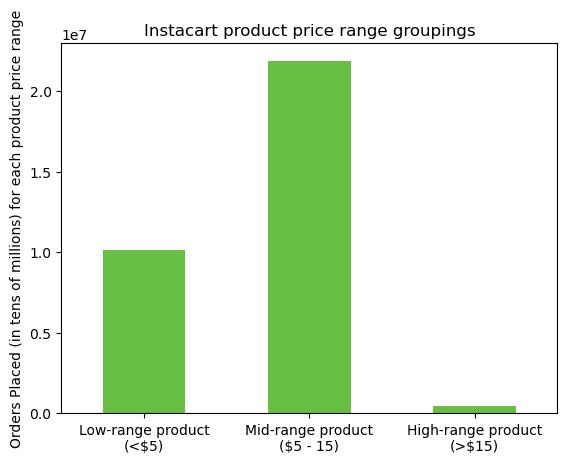 Instacart product price range groupings
1e7
Orders Placed (in tens of millions) for each product price range
2.0
1.5
1.0
0.5
0.0
Low-range product
(<$5)
Mid-range product
($5 - 15)
High-range product
(>$15)